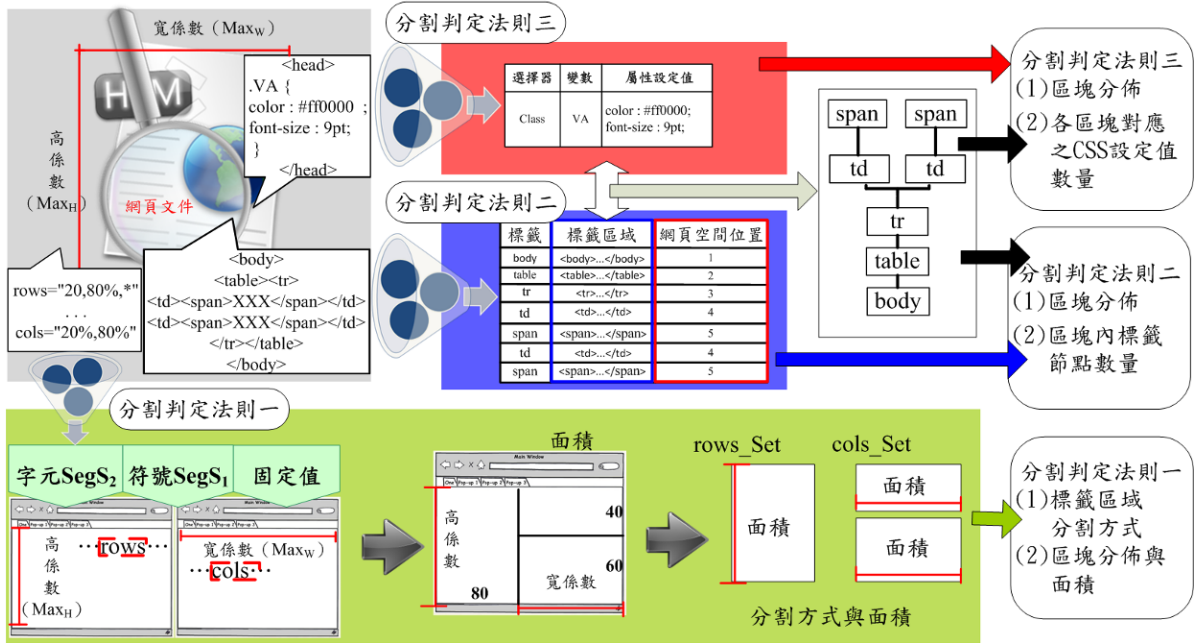 寬係數（MaxW）
高係數（MaxH）
HTM
網頁文件
<head>
.VA {
color : #ff0000 ;
font-size : 9pt;
}
</head>
rows="20,80%,*"
. . .
cols="20%,80%"
<body>
<table><tr>
<td><span>XXX</span></td>
<td><span>XXX</span></td>
</tr></table>
</body>
分割判定法則三
選擇器 變數 屬性設定值
Class VA color : #ff0000;
font-size : 9pt;
分割判定法則二
標籤 標籤區域 網頁空間位置
body <body>...</body> 1
table <table>...</table> 2
tr <tr>...</tr> 3
td <td>...</td> 4
span <span>...</span> 5
td <td>...</td> 4
span <span>...</span> 5
span span
td td
tr
table
body
分割判定法則三
(1)區塊分佈
(2)各區塊對應
之CSS設定值
數量
分割判定法則二
(1)區塊分佈
(2)區塊內標籤
節點數量
分割判定法則一
字元SegS2 符號SegS1 固定值
Main Window
高係數（MaxH）
···rows···
Main Window
寬係數（MaxW）
···cols···
面積
Main Window
高係數
80
40
60
寬係數
rows_Set
面積
cols_Set
面積
面積
分割方式與面積
分割判定法則一
(1)標籤區域
分割方式
(2)區塊分佈與
面積